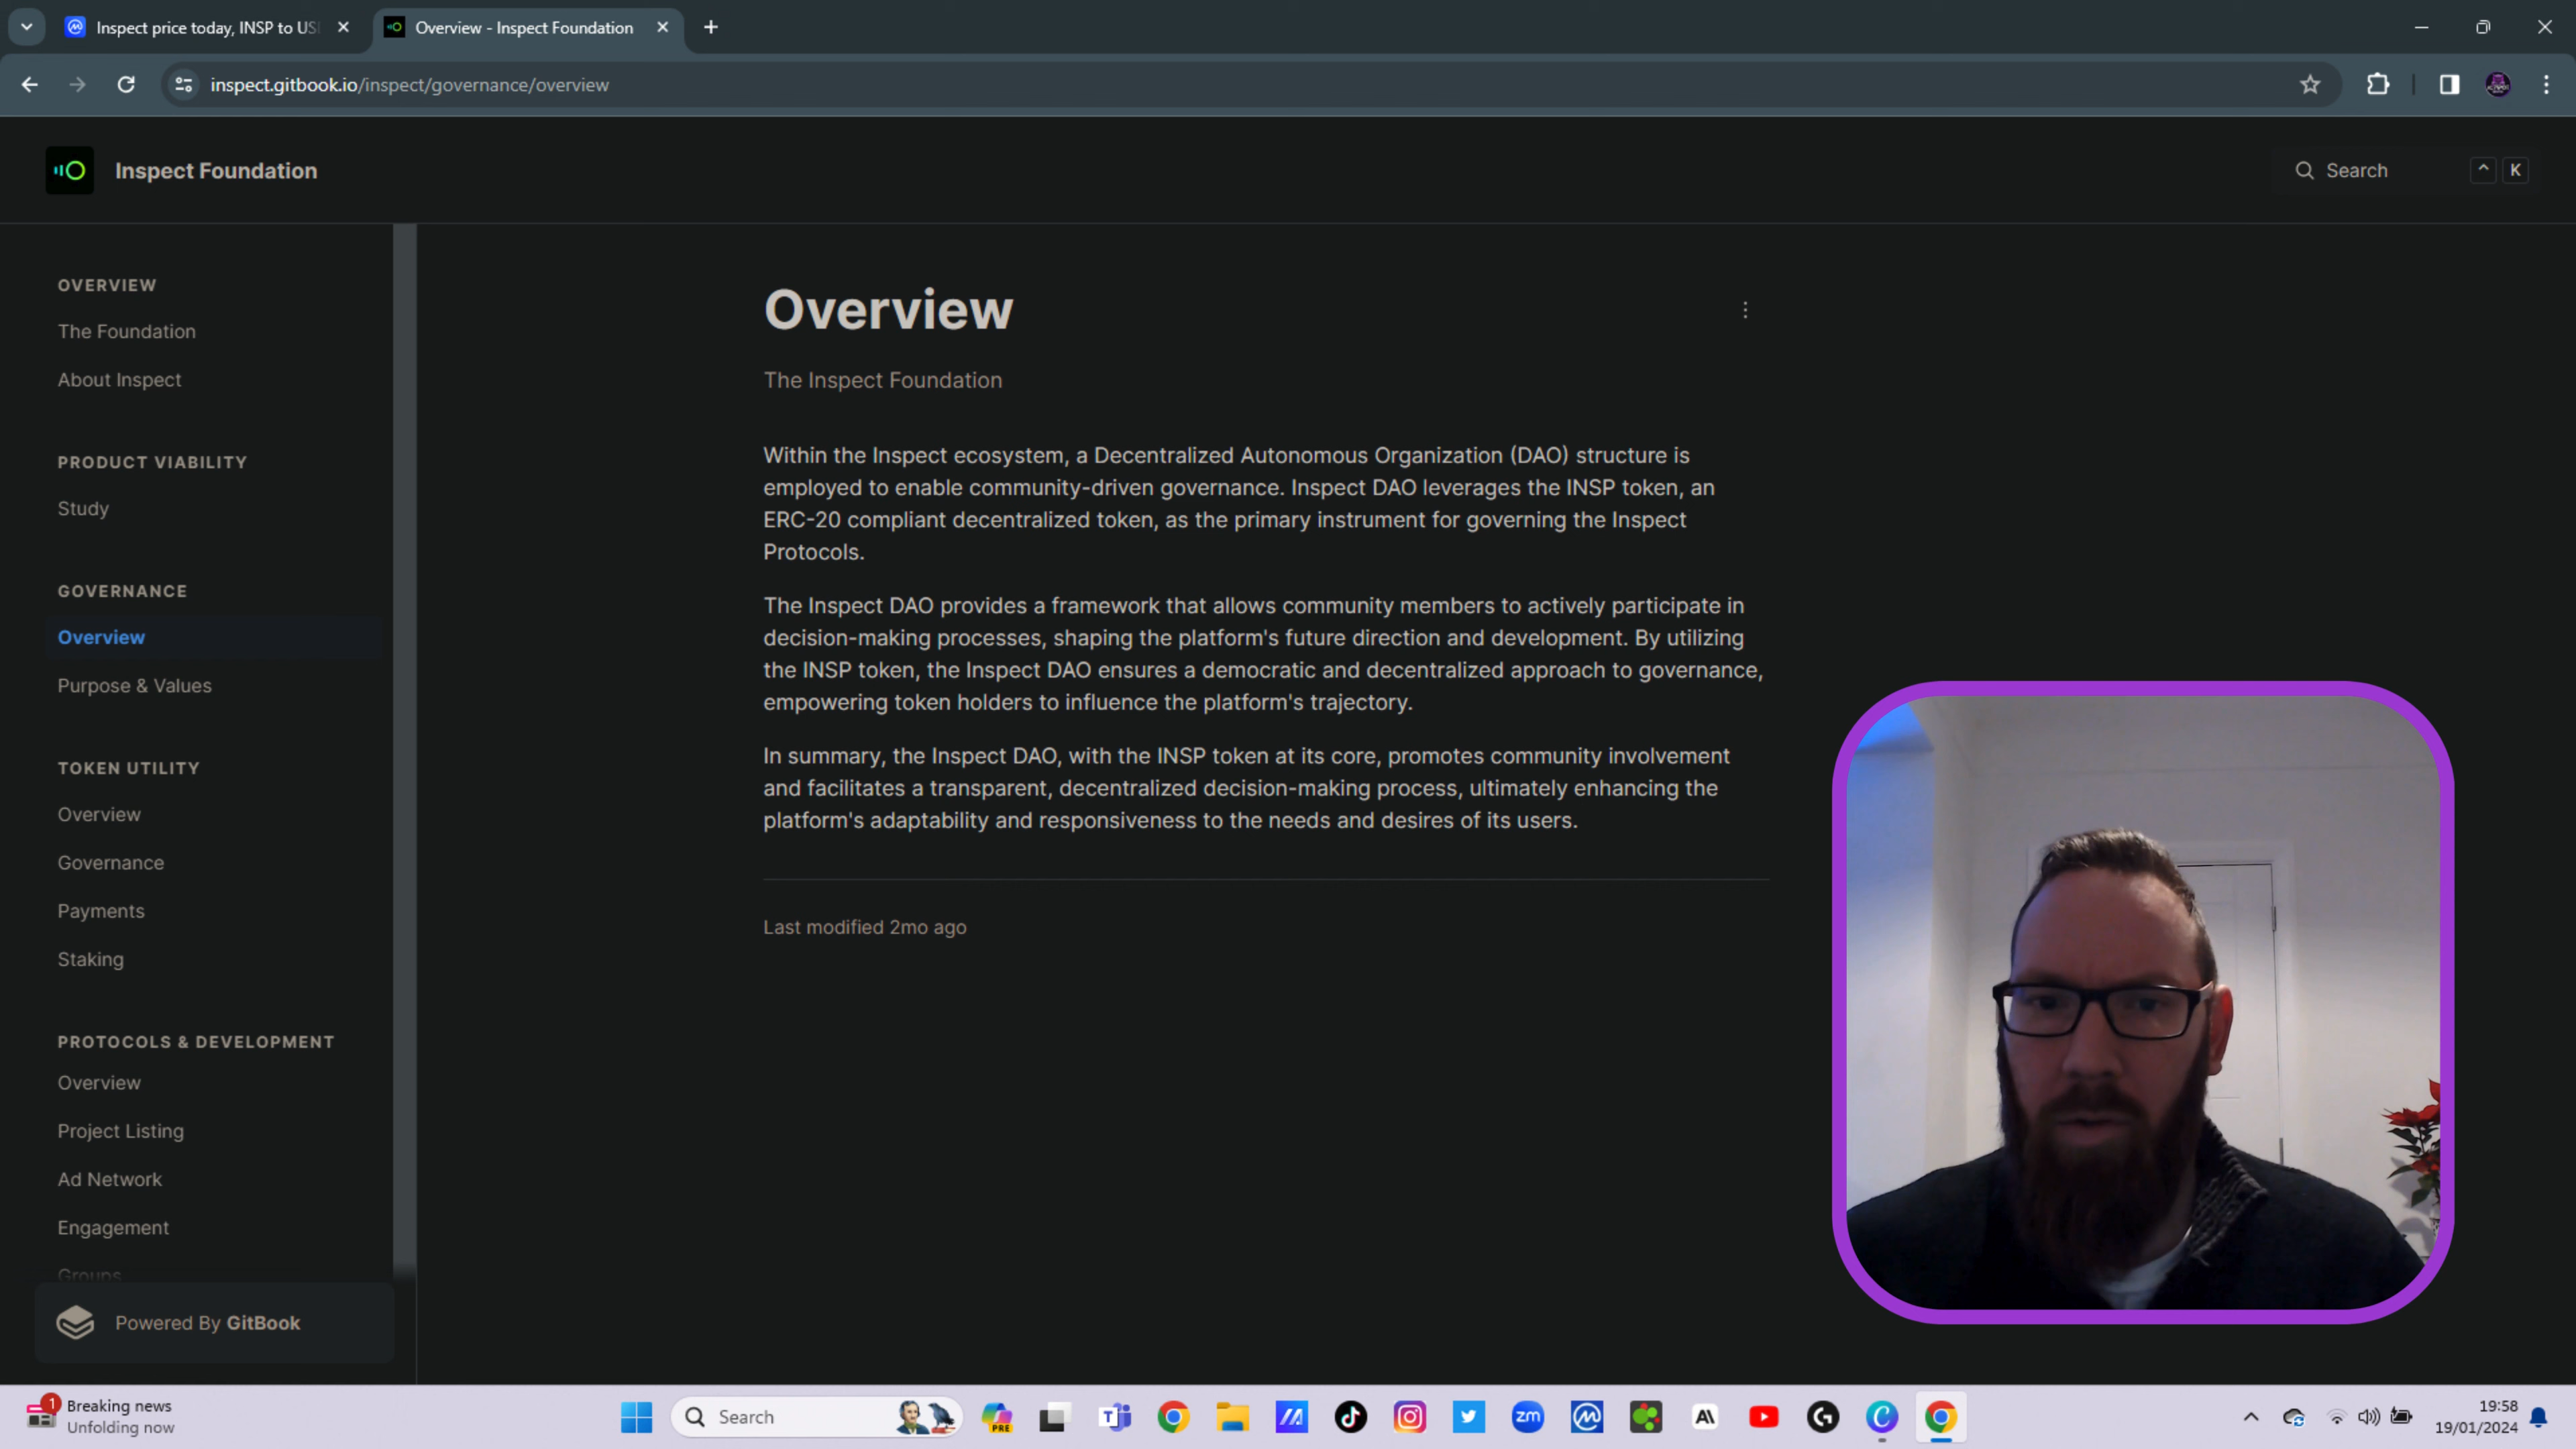 Inspect price today, INSP to US
Overview - Inspect Foundation
inspect.gitbook.io/inspect/governance/overview
Inspect Foundation
Search
^ K
OVERVIEW
The Foundation
About Inspect
PRODUCT VIABILITY
Study
GOVERNANCE
Overview
Purpose & Values
TOKEN UTILITY
Overview
Governance
Payments
Staking
PROTOCOLS & DEVELOPMENT
Overview
Project Listing
Ad Network
Engagement
Groups
Powered By GitBook
Overview
The Inspect Foundation
Within the Inspect ecosystem, a Decentralized Autonomous Organization (DAO) structure is
employed to enable community-driven governance. Inspect DAO leverages the INSP token, an
ERC-20 compliant decentralized token, as the primary instrument for governing the Inspect
Protocols.
The Inspect DAO provides a framework that allows community members to actively participate in
decision-making processes, shaping the platform's future direction and development. By utilizing
the INSP token, the Inspect DAO ensures a democratic and decentralized approach to governance,
empowering token holders to influence the platform's trajectory.
In summary, the Inspect DAO, with the INSP token at its core, promotes community involvement
and facilitates a transparent, decentralized decision-making process, ultimately enhancing the
platform's adaptability and responsiveness to the needs and desires of its users.
Last modified 2mo ago
1
Breaking news
Unfolding now
Search
PRE
zm
19:58
19/01/2024